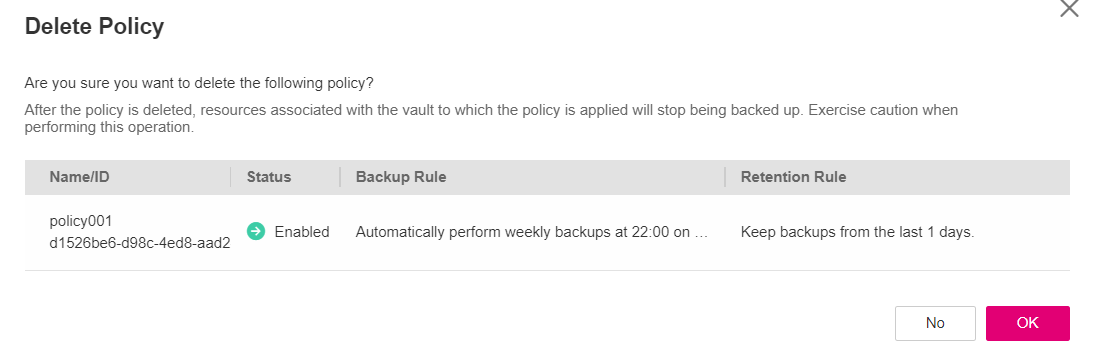 Delete Policy
Are you sure you want to delete the following policy?
After the policy is deleted, resources associated with the vault to which the policy is applied will stop being backed up. Exercise caution when
performing this operation.
Name/ID Status Backup Rule Retention Rule
policy001
d1526be6-d98c-4ed8-aad2 Enabled Automatically perform weekly backups at 22:00 on ... Keep backups from the last 1 days.
No OK